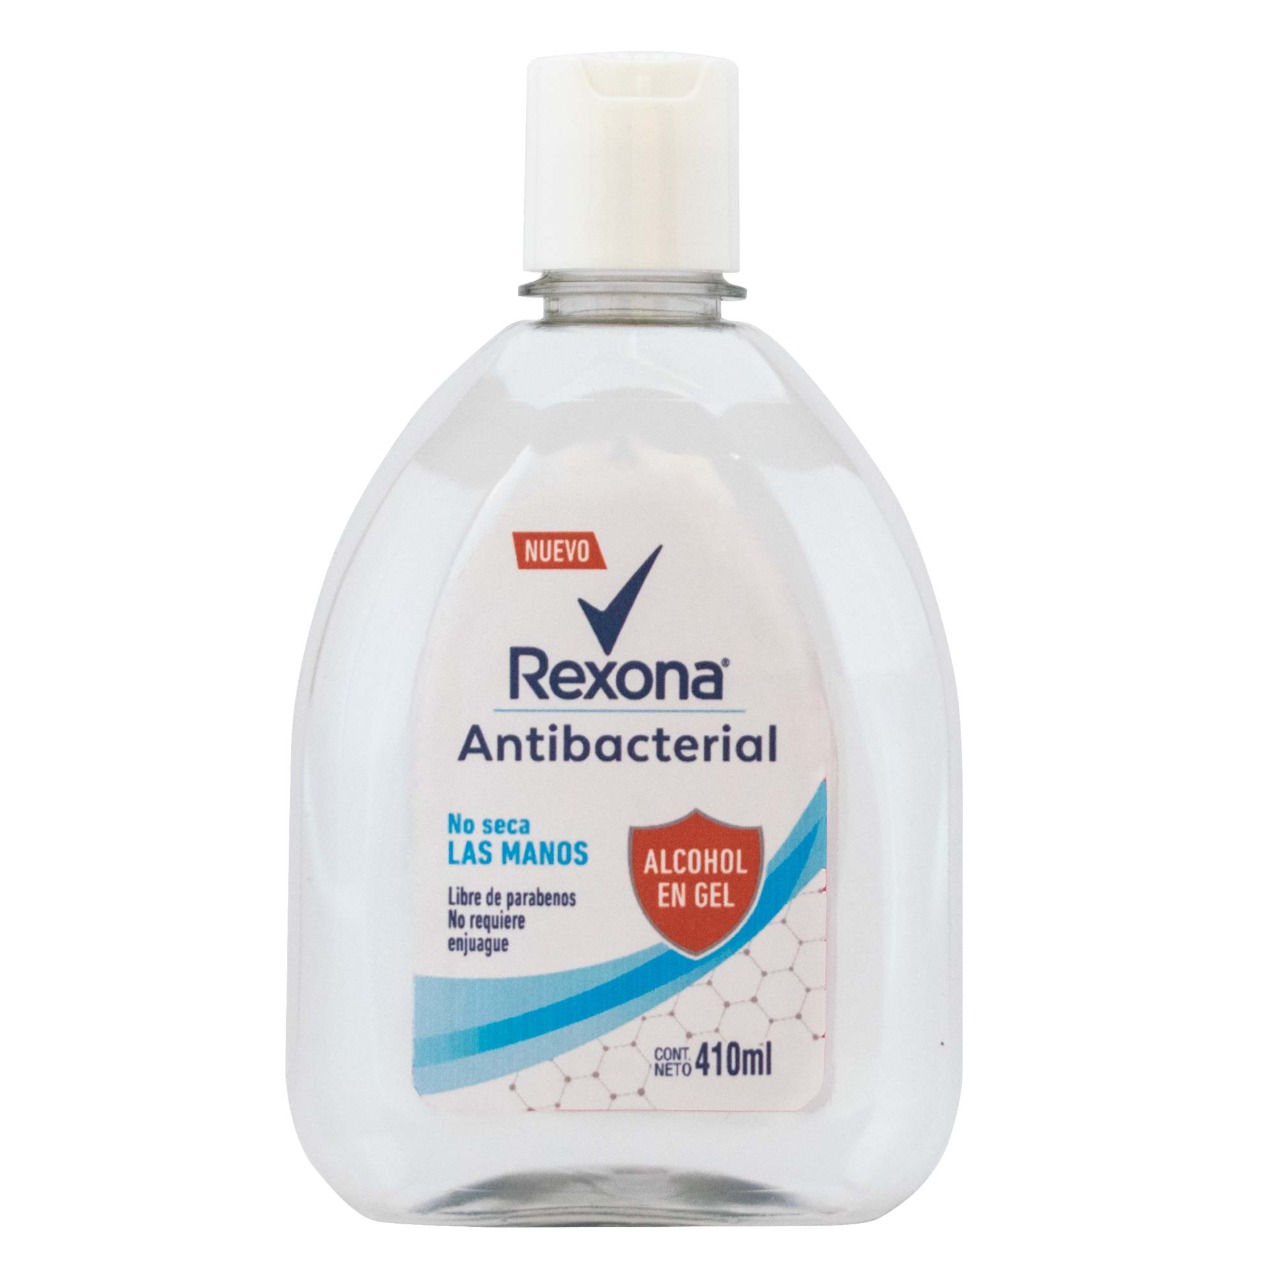 NUEVO
Rexona®
Antibacterial
No seca
LAS MANOS
Libre de parabenos
No requiere
enjuague
ALCOHOL
EN GEL
CONT.
NETO 410ml